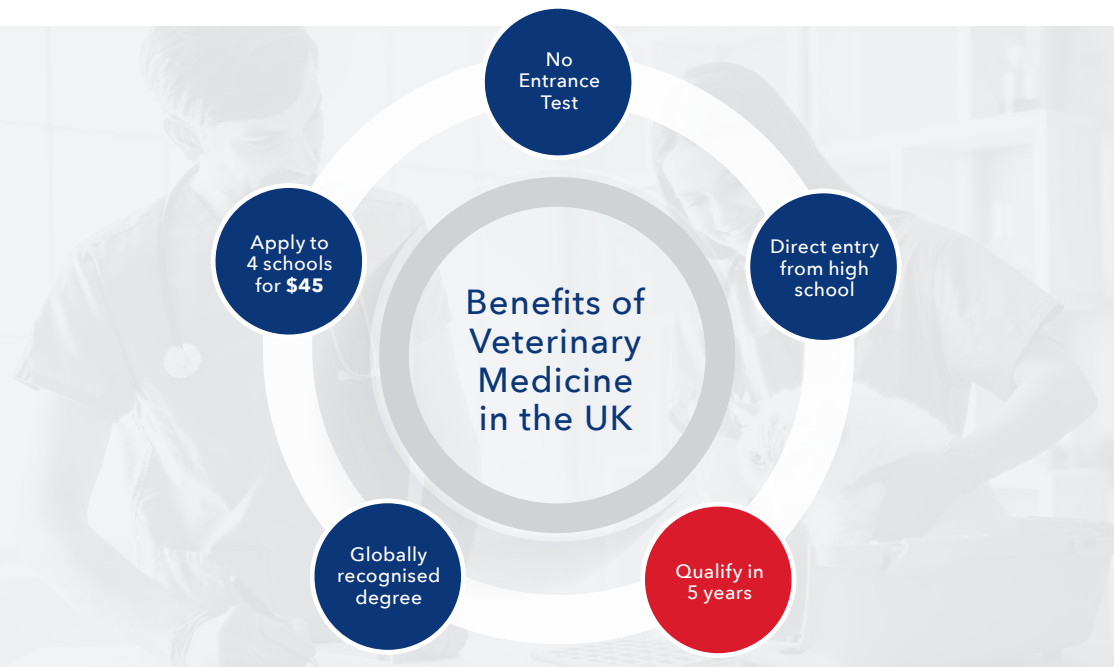 No
Entrance
Test
Apply to
4 schools
for $45
Direct entry
from high
school
Benefits of
Veterinary
Medicine
in the UK
Globally
recognised
degree
Qualify in
5 years